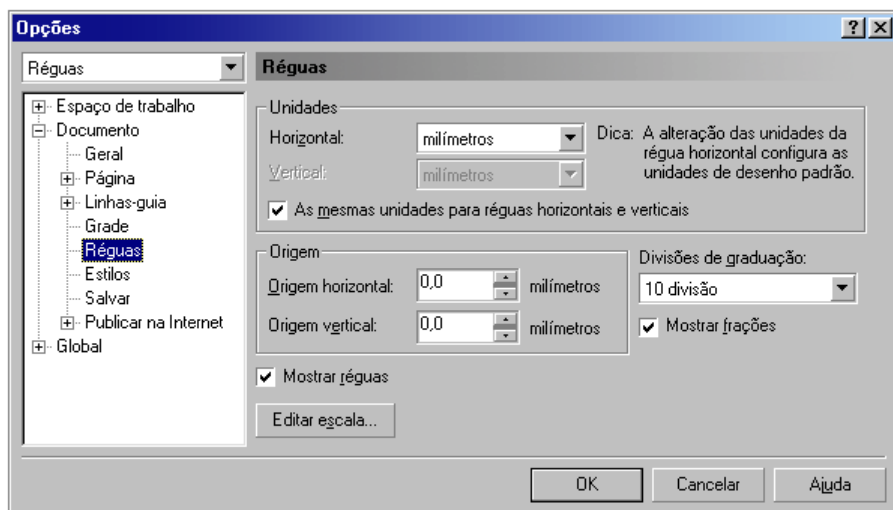 Opções
Réguas
Réguas
Espaço de trabalho
Documento
Geral
Página
Linhas-guia
Grade
Réguas
Estilos
Salvar
Publicar na Internet
Global
Unidades
Horizontal:
milímetros
Dica: A alteração das unidades da
régua horizontal configura as
unidades de desenho padrão.
Vertical:
milímetros
As mesmas unidades para réguas horizontais e verticais
Origem
Origem horizontal:
0,0
milímetros
Origem vertical:
0,0
milímetros
Divisões de graduação:
10 divisão
Mostrar frações
Mostrar réguas
Editar escala...
OK
Cancelar
Ajuda